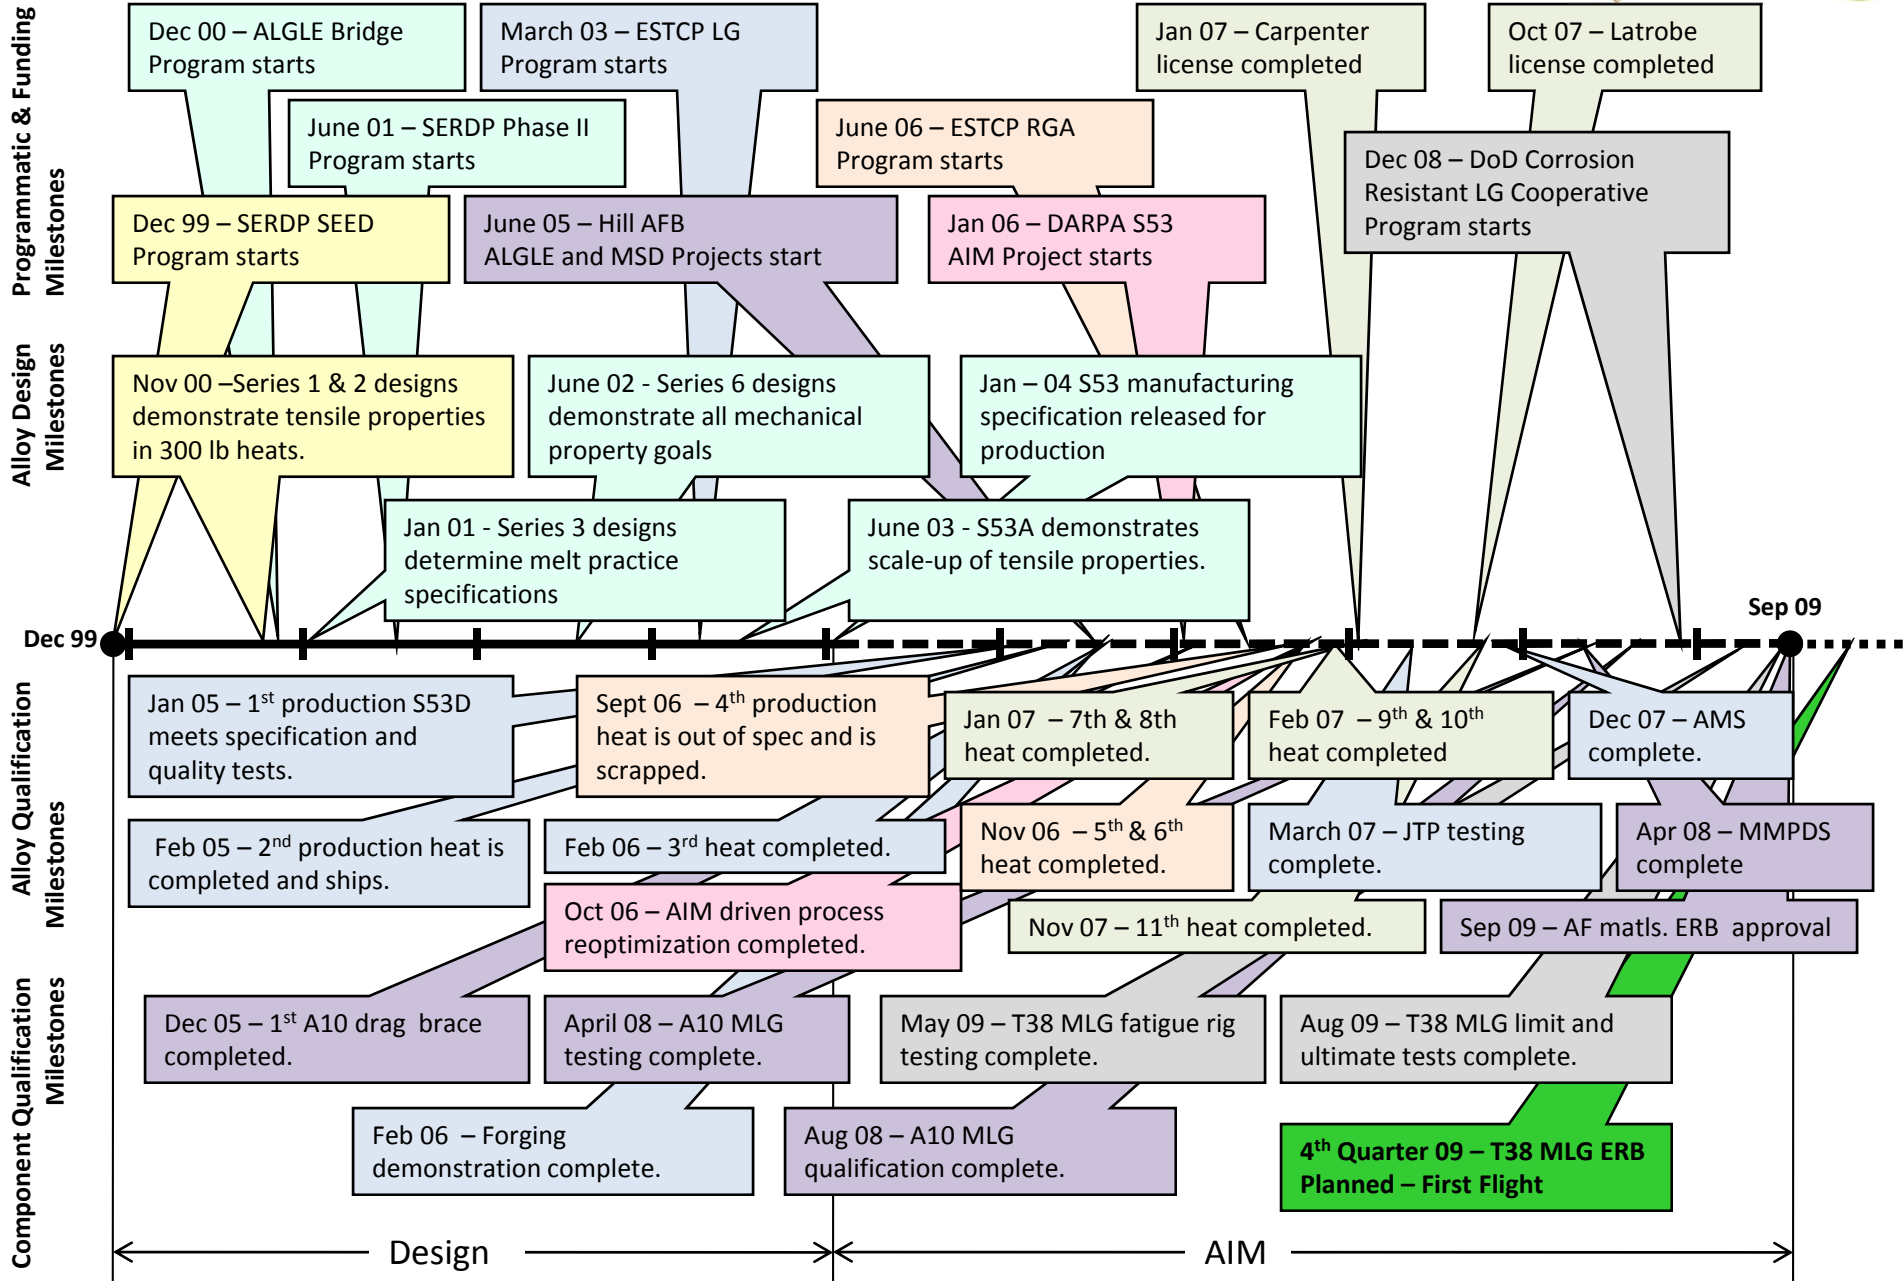 Programmatic & Funding
Milestones
Dec 00 – ALGLE Bridge
Program starts
March 03 – ESTCP LG
Program starts
Jan 07 – Carpenter
license completed
Oct 07 – Latrobe
license completed
June 01 – SERDP Phase II
Program starts
June 06 – ESTCP RGA
Program starts
Dec 08 – DoD Corrosion
Resistant LG Cooperative
Program starts
Dec 99 – SERDP SEED
Program starts
June 05 – Hill AFB
ALGLE and MSD Projects start
Jan 06 – DARPA S53
AIM Project starts
Alloy Design
Milestones
Nov 00 –Series 1 & 2 designs
demonstrate tensile properties
in 300 lb heats.
June 02 - Series 6 designs
demonstrate all mechanical
property goals
Jan – 04 S53 manufacturing
specification released for
production
Jan 01 - Series 3 designs
determine melt practice
specifications
June 03 - S53A demonstrates
scale-up of tensile properties.
Dec 99
Sep 09
Alloy Qualification
Milestones
Jan 05 – 1st production S53D
meets specification and
quality tests.
Sept 06 – 4th production
heat is out of spec and is
scrapped.
Jan 07 – 7th & 8th
heat completed.
Feb 07 – 9th & 10th
heat completed
Dec 07 – AMS
complete.
Feb 05 – 2nd production heat is
completed and ships.
Feb 06 – 3rd heat completed.
Nov 06 – 5th & 6th
heat completed.
March 07 – JTP testing
complete.
Apr 08 – MMPDS
complete
Oct 06 – AIM driven process
reoptimization completed.
Nov 07 – 11th heat completed.
Sep 09 – AF matls. ERB approval
Component Qualification
Milestones
Dec 05 – 1st A10 drag brace
completed.
April 08 – A10 MLG
testing complete.
May 09 – T38 MLG fatigue rig
testing complete.
Aug 09 – T38 MLG limit and
ultimate tests complete.
Feb 06 – Forging
demonstration complete.
Aug 08 – A10 MLG
qualification complete.
4th Quarter 09 – T38 MLG ERB
Planned – First Flight
Design
AIM